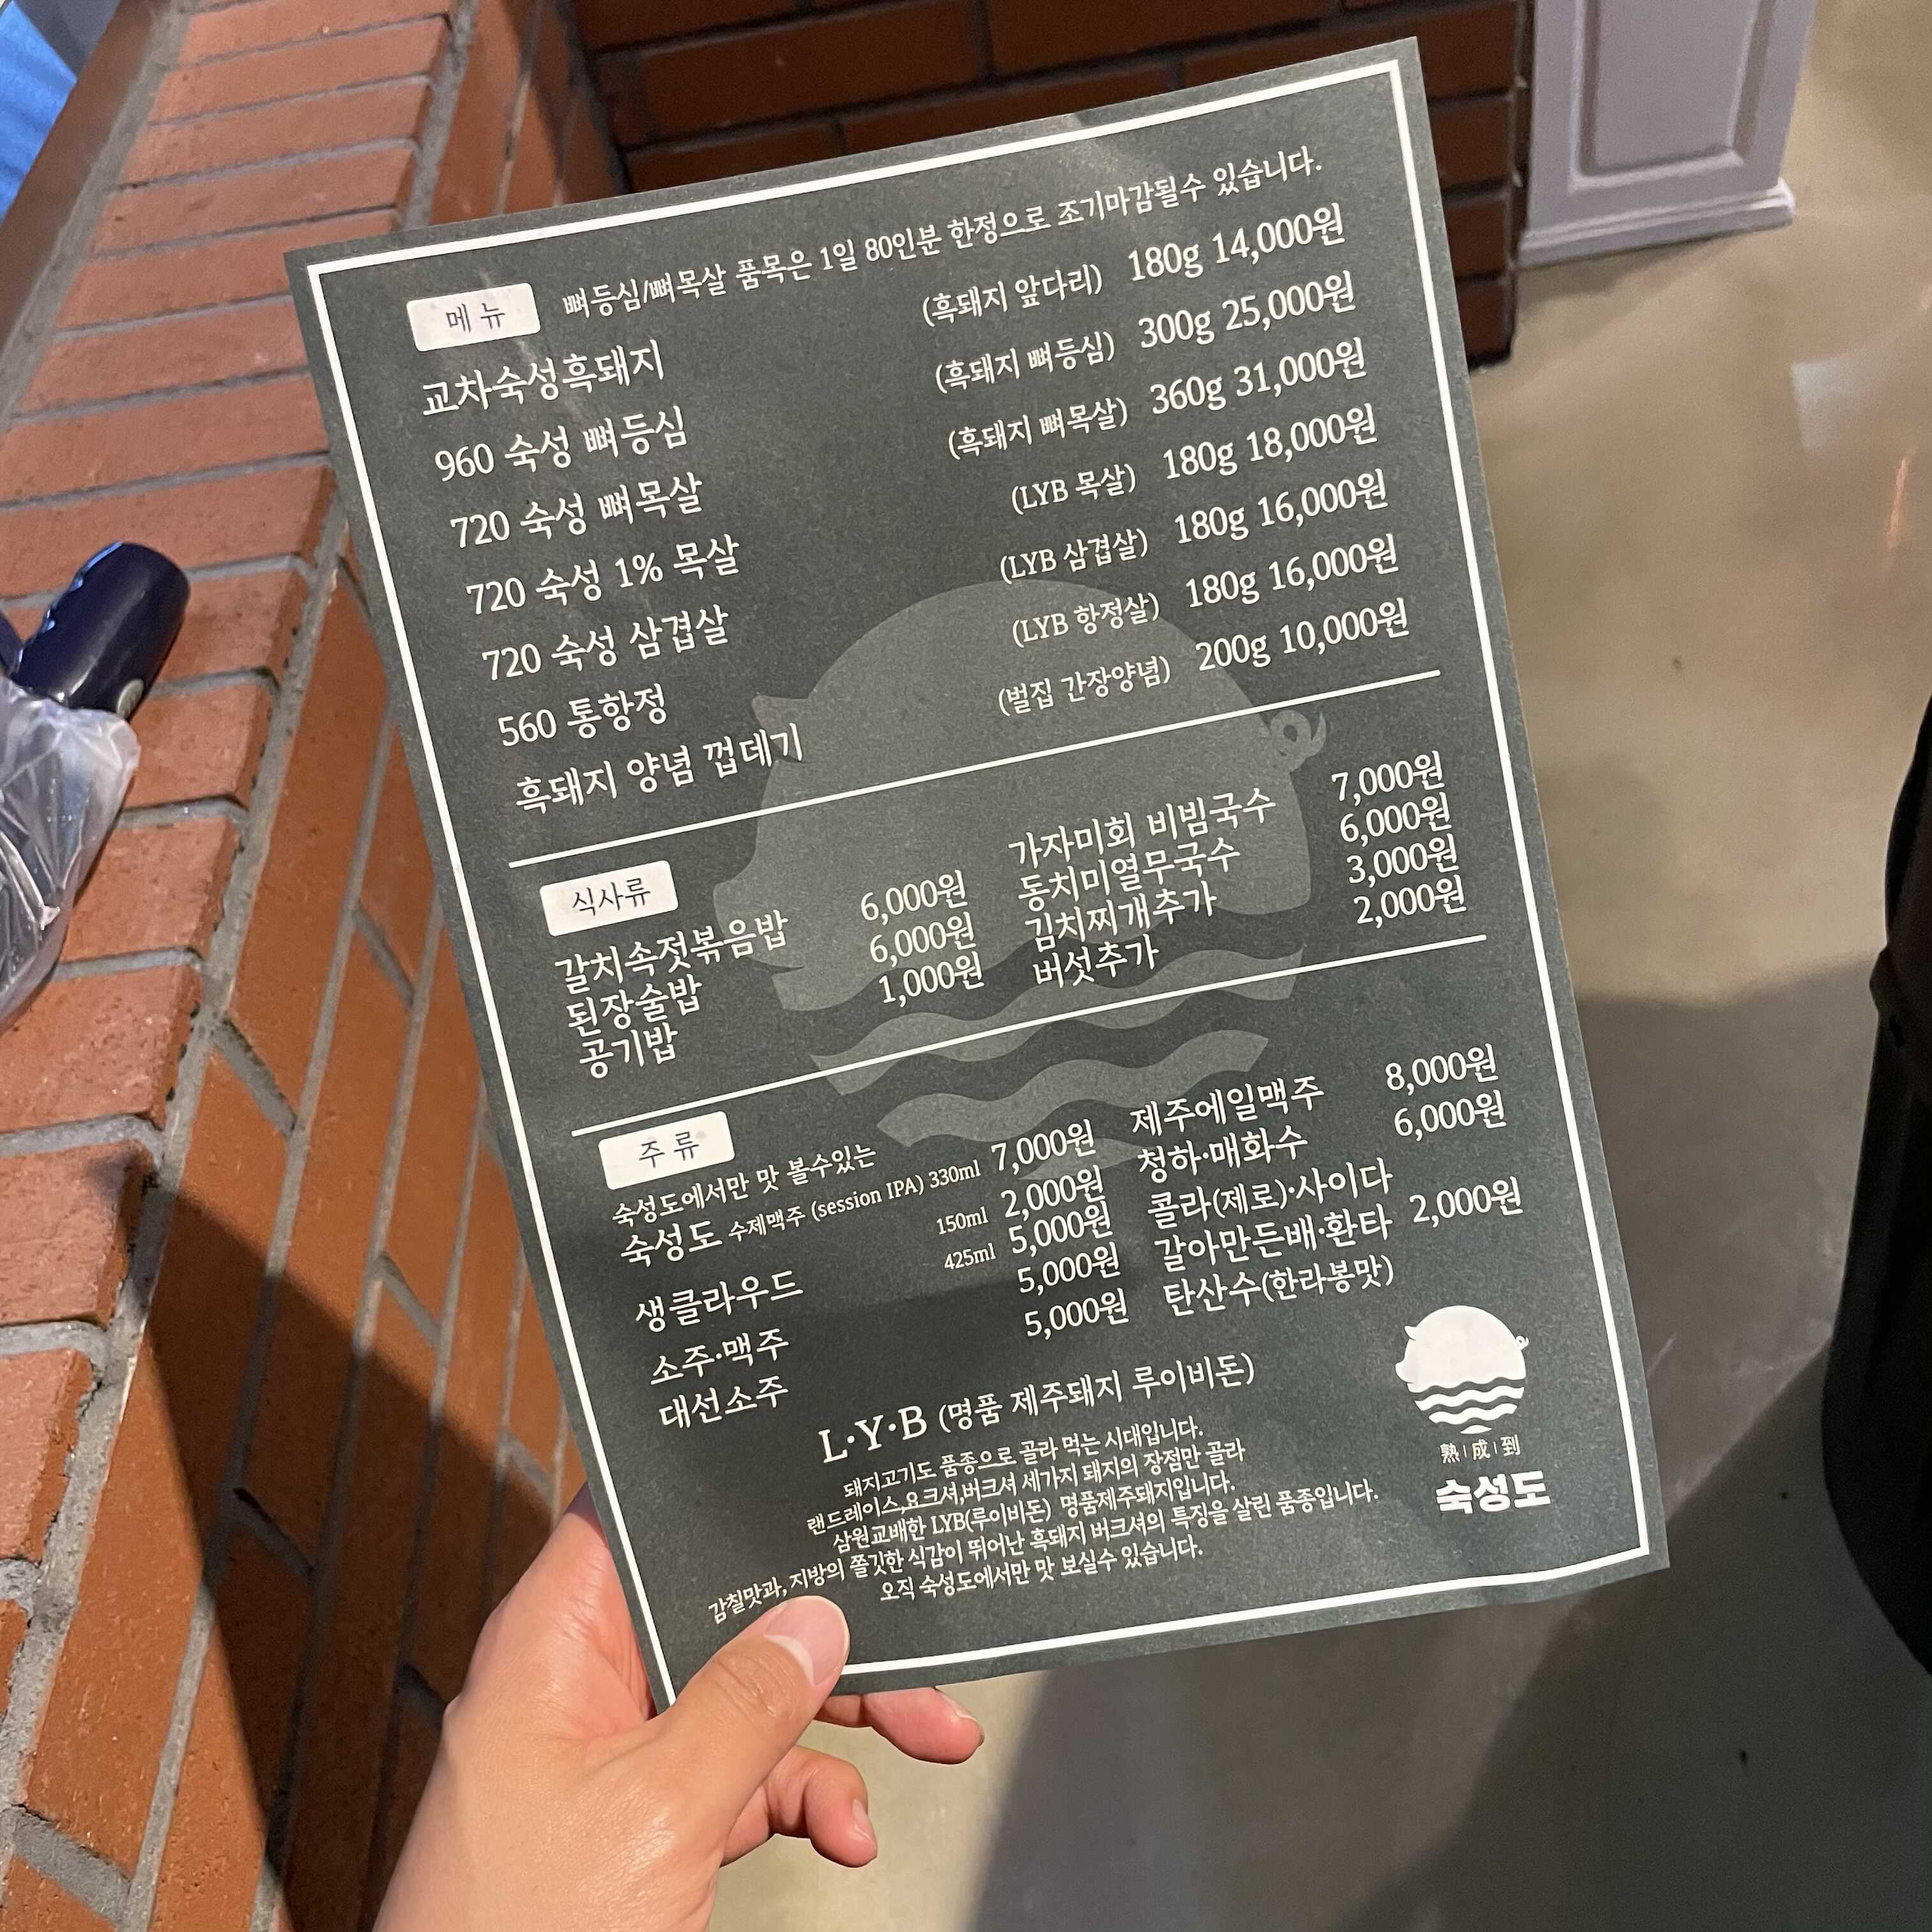 메 뉴 뼈등심/뼈목살 품목은 1일 80인분 한정으로 조기마감될수 있습니다.
교차숙성흑돼지 (흑돼지 앞다리) 180g 14,000원
960 숙성 뼈등심 (흑돼지 뼈등심) 300g 25,000원
720 숙성 뼈목살 (흑돼지 뼈목살) 360g 31,000원
720 숙성 1% 목살 (LYB 목살) 180g 18,000원
720 숙성 삼겹살 (LYB 삼겹살) 180g 16,000원
560 통항정 (LYB 항정살) 180g 16,000원
흑돼지 양념 껍데기 (벌집 간장양념) 200g 10,000원
식사류
갈치속젓볶음밥 6,000원
된장술밥 6,000원
공기밥 1,000원
가자미회 비빔국수 7,000원
동치미열무국수 6,000원
김치찌개추가 3,000원
버섯추가 2,000원
주 류
숙성도에서만 맛 볼수있는
숙성도 수제맥주 (session IPA) 330ml 7,000원
150ml 2,000원
생클라우드 425ml 5,000원
소주·맥주 5,000원
대선소주 5,000원
제주에일맥주 8,000원
청하·매화수 6,000원
콜라(제로)·사이다
갈아만든배·환타 2,000원
탄산수(한라봉맛)
L·Y·B (명품 제주돼지 루이비돈)
돼지고기도 품종으로 골라 먹는 시대입니다.
랜드레이스,요크셔,버크셔 세가지 돼지의 장점만 골라
삼원교배한 LYB(루이비돈) 명품제주돼지입니다.
감칠맛과, 지방의 쫄깃한 식감이 뛰어난 흑돼지 버크셔의 특징을 살린 품종입니다.
오직 숙성도에서만 맛 보실수 있습니다.
熟|成|到
숙성도